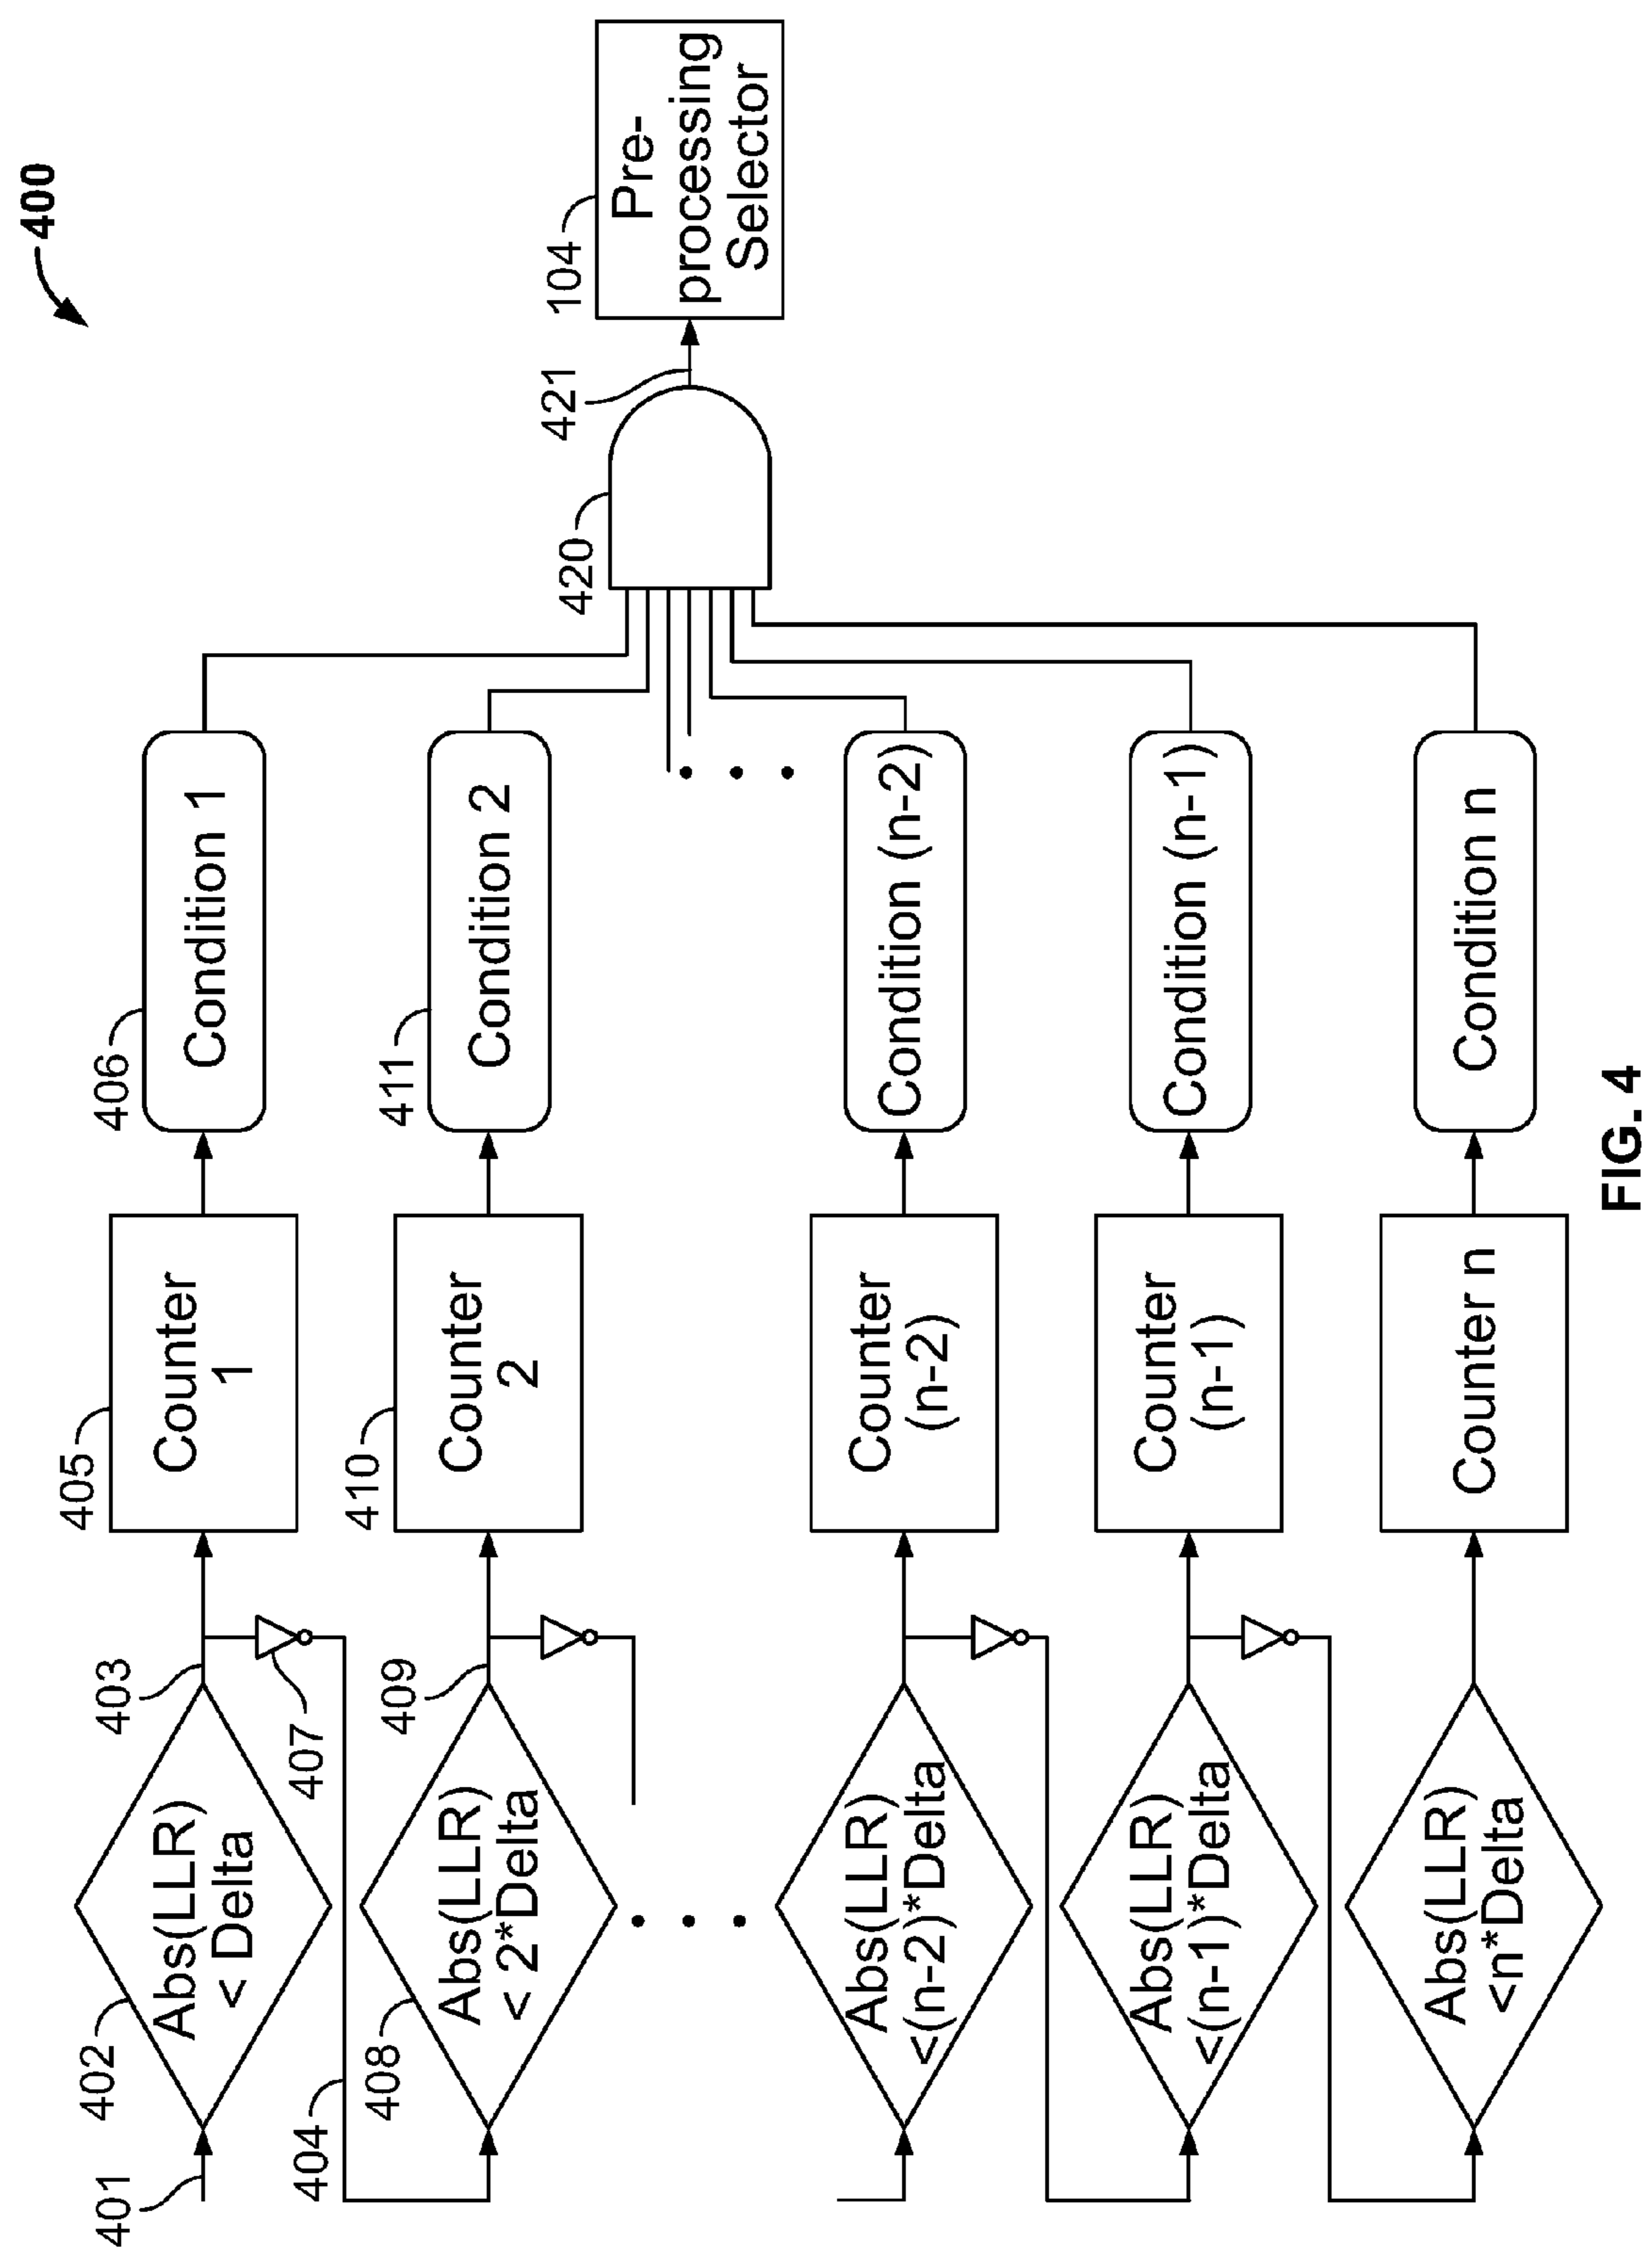 400
401
402
Abs(LLR)
< Delta
403
407
404
405
Counter
1
406
Condition 1
408
Abs(LLR)
< 2*Delta
409
410
Counter
2
411
Condition 2
Abs(LLR)
<(n-2)*Delta
Counter
(n-2)
Condition (n-2)
Abs(LLR)
<(n-1)*Delta
Counter
(n-1)
Condition (n-1)
Abs(LLR)
<n*Delta
Counter n
Condition n
420
421
104
Pre-
processing
Selector
FIG. 4